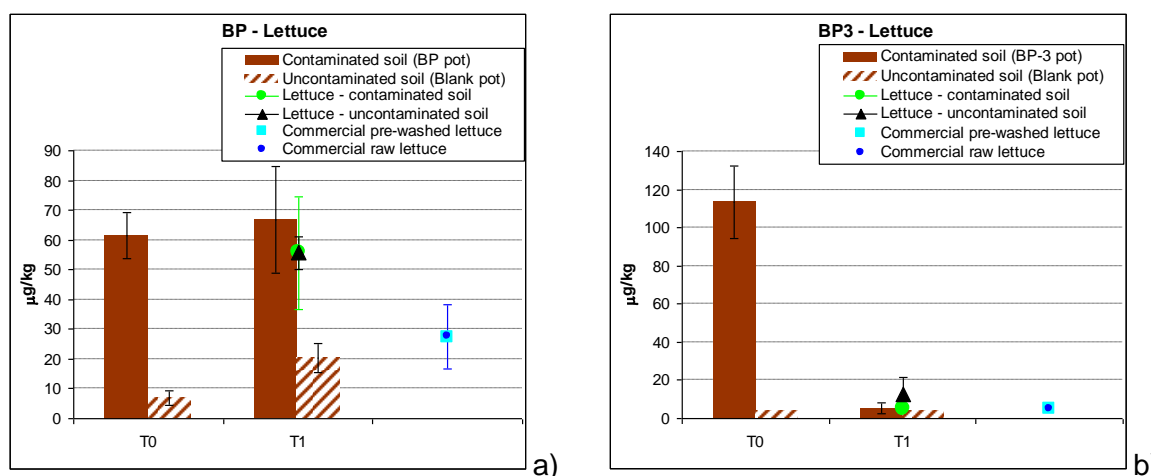 BP - Lettuce
Contaminated soil (BP pot)
Uncontaminated soil (Blank pot)
Lettuce - contaminated soil
Lettuce - uncontaminated soil
Commercial pre-washed lettuce
Commercial raw lettuce
90
80
70
60
50
40
30
20
10
0
µg/kg
T0
T1
a)
BP3 - Lettuce
Contaminated soil (BP-3 pot)
Uncontaminated soil (Blank pot)
Lettuce - contaminated soil
Lettuce - uncontaminated soil
Commercial pre-washed lettuce
Commercial raw lettuce
140
120
100
80
60
40
20
0
µg/kg
T0
T1
b